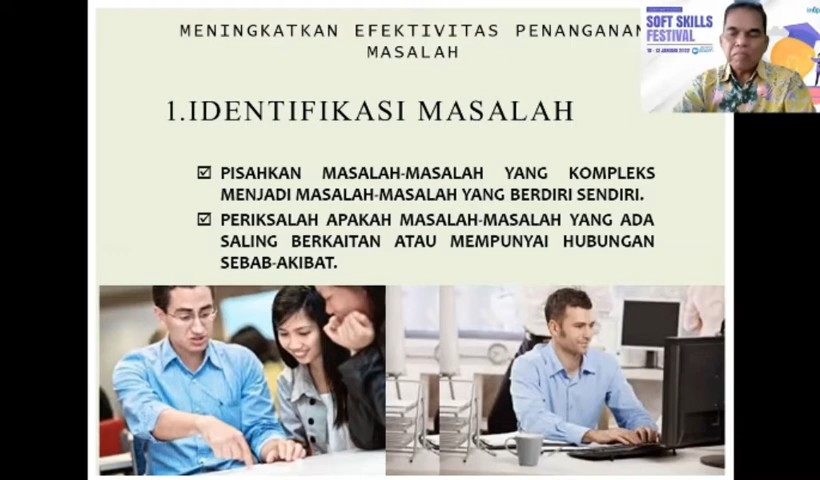 MENINGKATKAN EFEKTIVITAS PENANGANAN
MASALAH
SOFT SKILLS
FESTIVAL
1.IDENTIFIKASI MASALAH
PISAHKAN MASALAH-MASALAH YANG KOMPLEKS
MENJADI MASALAH-MASALAH YANG BERDIRI SENDIRI.
PERIKSALAH APAKAH MASALAH-MASALAH YANG ADA
SALING BERKAITAN ATAU MEMPUNYAI HUBUNGAN
SEBAB-AKIBAT.